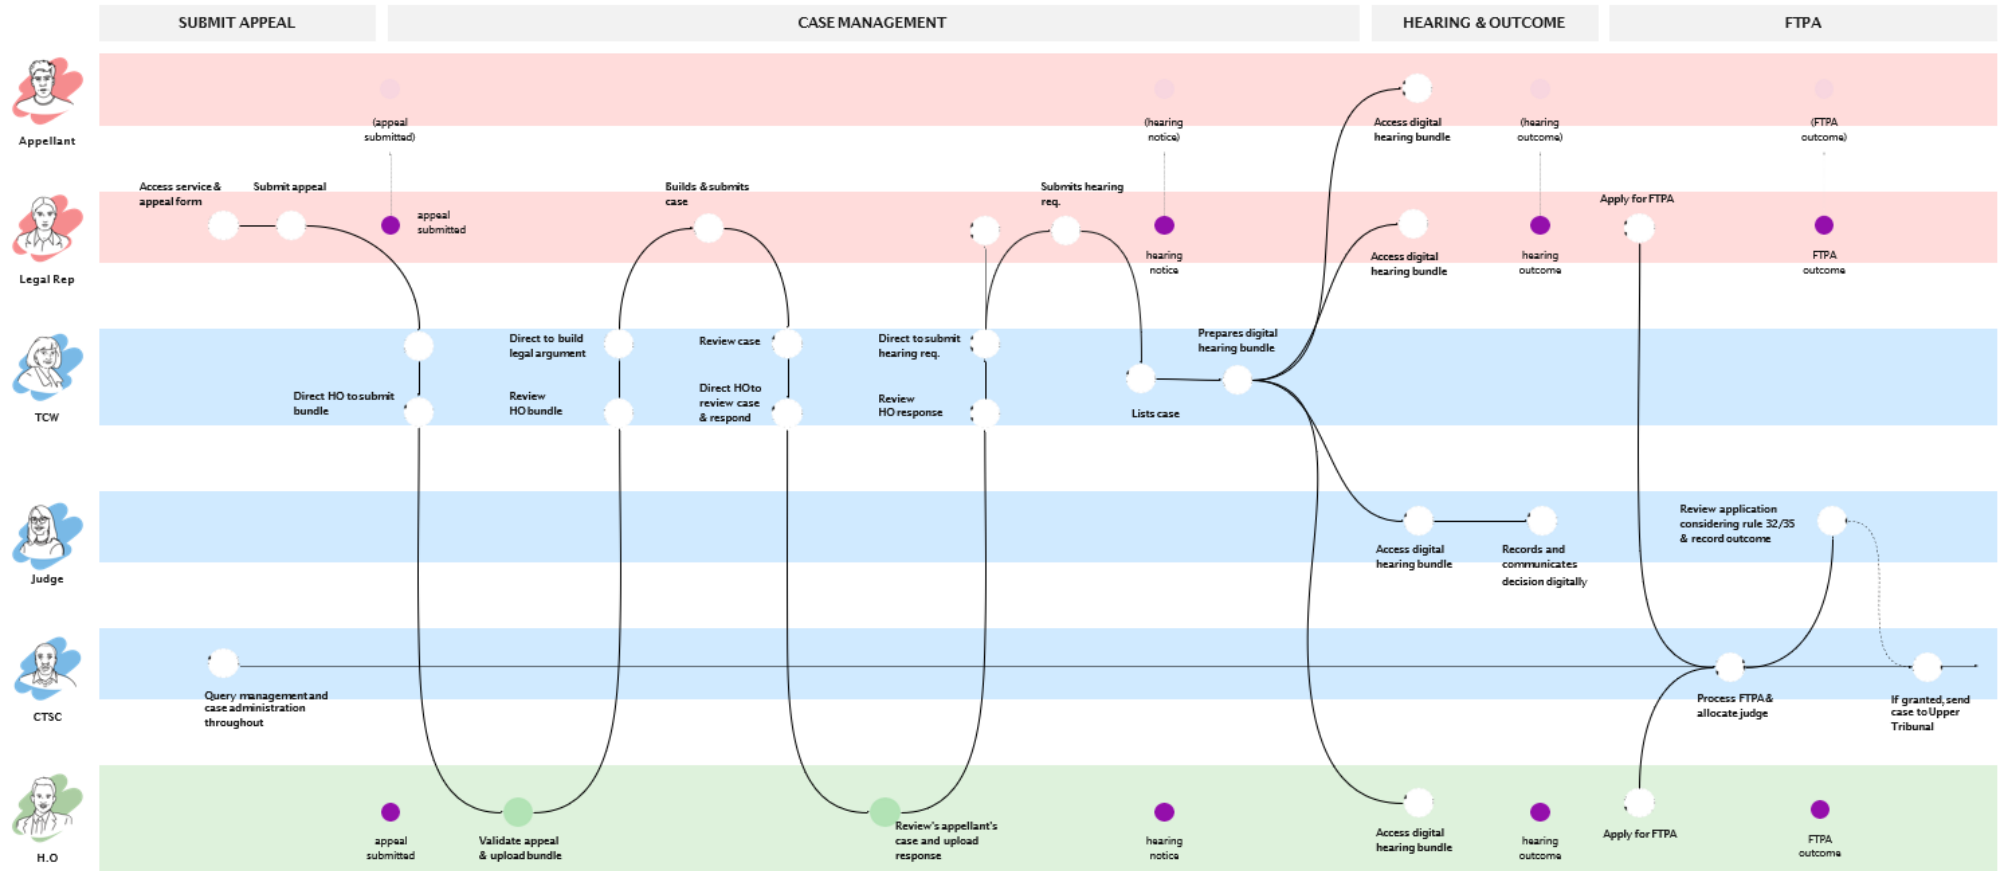 SUBMIT APPEAL
CASE MANAGEMENT
HEARING & OUTCOME
FTPA
Appellant
(appeal
submitted)
(hearing
notice)
Access digital
hearing bundle
(hearing
outcome)
(FTPA
outcome)
Legal Rep
Access service &
appeal form
Submit appeal
appeal
submitted
Builds & submits
case
Submits hearing
req.
hearing
notice
Access digital
hearing bundle
hearing
outcome
Apply for FTPA
FTPA
outcome
TCW
Direct HO to submit
bundle
Direct to build
legal argument
Review
HO bundle
Review case
Direct HO to
review case
& respond
Direct to submit
hearing req.
Review
HO response
Lists case
Prepares digital
hearing bundle
Judge
Access digital
hearing bundle
Records and
communicates
decision digitally
Review application
considering rule 32/35
& record outcome
CTSC
Query management and
case administration
throughout
Process FTPA &
allocate judge
If granted, send
case to Upper
Tribunal
H.O
appeal
submitted
Validate appeal
& upload bundle
Review's appellant's
case and upload
response
hearing
notice
Access digital
hearing bundle
hearing
outcome
Apply for FTPA
FTPA
outcome